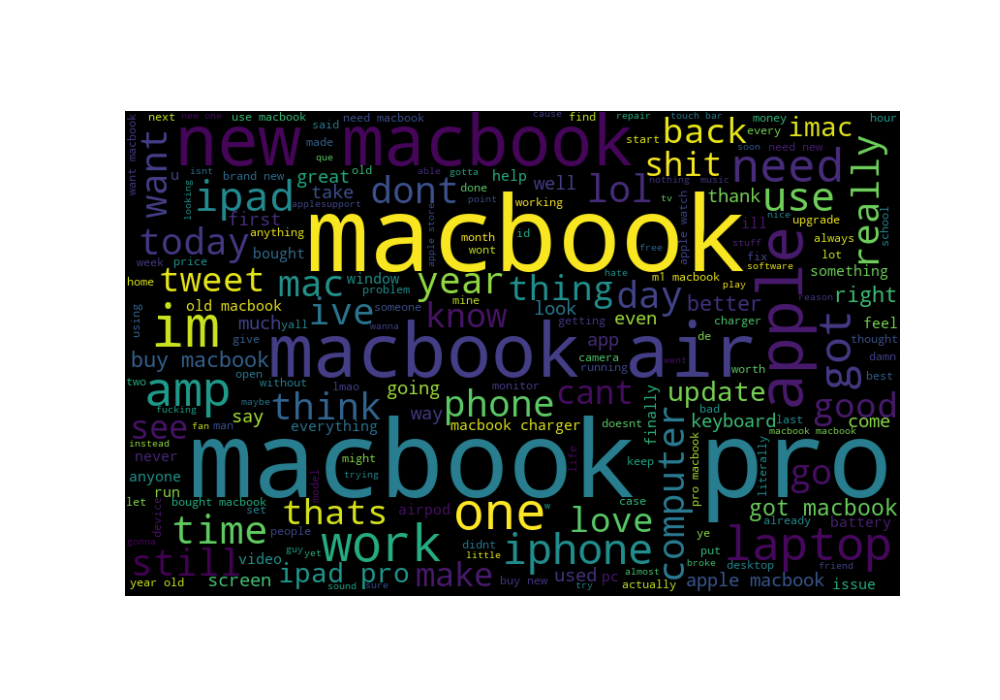 next new one use macbook said need macbook cause find repair touch bar money hour
want macbook want new macbook made start back every imac
u isnt que able gotta help shit soon need new really
looking ipad brand new great old take dont done well lol need nothing music use school
first applesupport apple store point working thank tv apple watch nice
today anything bought macbook month wont id free ill stuff upgrade always
week price fix lot
home tweet mac window problem year thing hate day m1 macbook play software something
old macbook ive someone mine look better reason right
using im much yall wanna know getting even charger apple got feel
give macbook air app de thought
buy macbook camera running went damn
two open without lmao going monitor cant worth best
amp maybe think way phone update good
fucking say everything macbook charger doesnt finally bad keyboard last come
see fan man instead macbook macbook
never might macbook pro keep computer pro macbook literally go
anyone trying life
let run bought macbook model airpod case got macbook
device set thats one w love already battery
time people didnt ye
gonna work little iphone put laptop
still video guy yet broke desktop friend
screen ipad pro make buy new used pc almost apple macbook issue
year old sound sure try actually